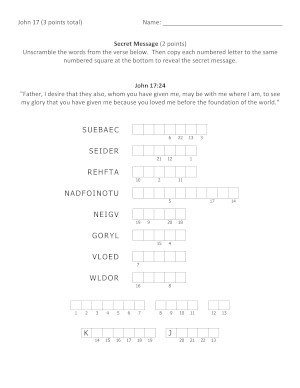 John 17 (3 points total) Name: ______________________________
Secret Message (2 points)
Unscramble the words from the verse below. Then copy each numbered letter to the same
numbered square at the bottom to reveal the secret message.
John 17:24
"Father, I desire that they also, whom you have given me, may be with me where I am, to see
my glory that you have given me because you loved me before the foundation of the world."
SUEBAEC
6 22 13 3
SEIDER
21 12 1
REHFTA
10 2 11
NADFOINOTU
5 17 14
NEIGV
19 9 20 18
GORYL
15 4
VLOED
7
WLDOR
16 8
1 2 3 4 5 6 7 8 9 10 11 12 13
K J
14 15 16 17 18 19 20 21 22 23